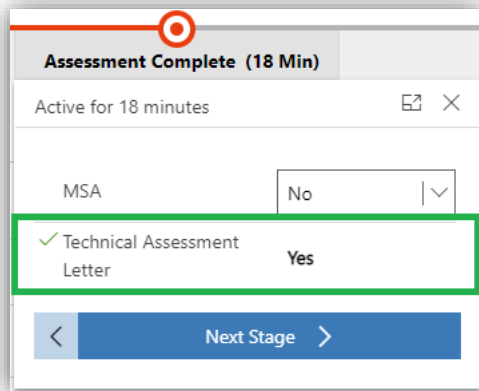 Assessment Complete (18 Min)
Active for 18 minutes
MSA
No
Technical Assessment
Letter
Yes
Next Stage